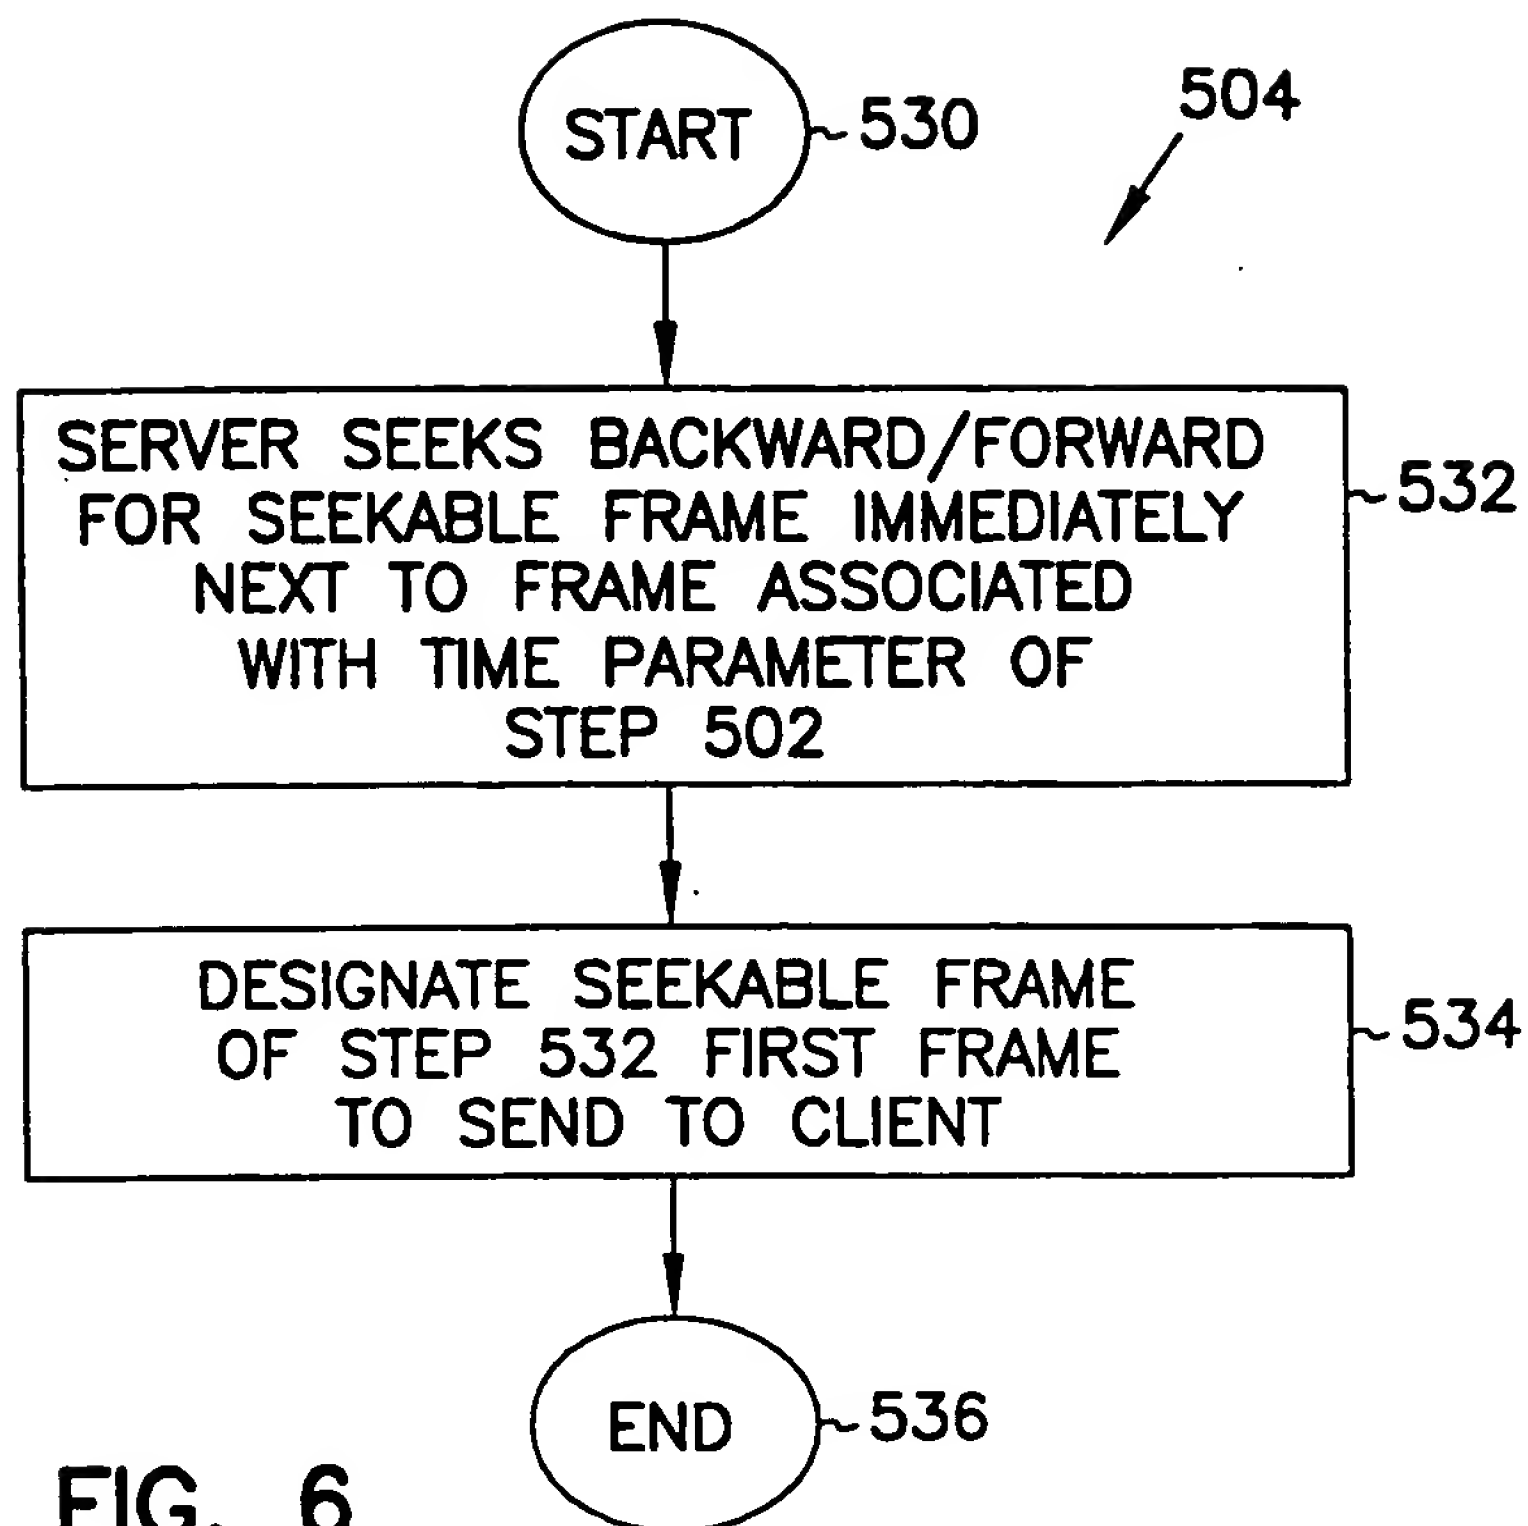 START
530
504
SERVER SEEKS BACKWARD/FORWARD
FOR SEEKABLE FRAME IMMEDIATELY
NEXT TO FRAME ASSOCIATED
WITH TIME PARAMETER OF
STEP 502
532
DESIGNATE SEEKABLE FRAME
OF STEP 532 FIRST FRAME
TO SEND TO CLIENT
534
END
536
FIG. 6